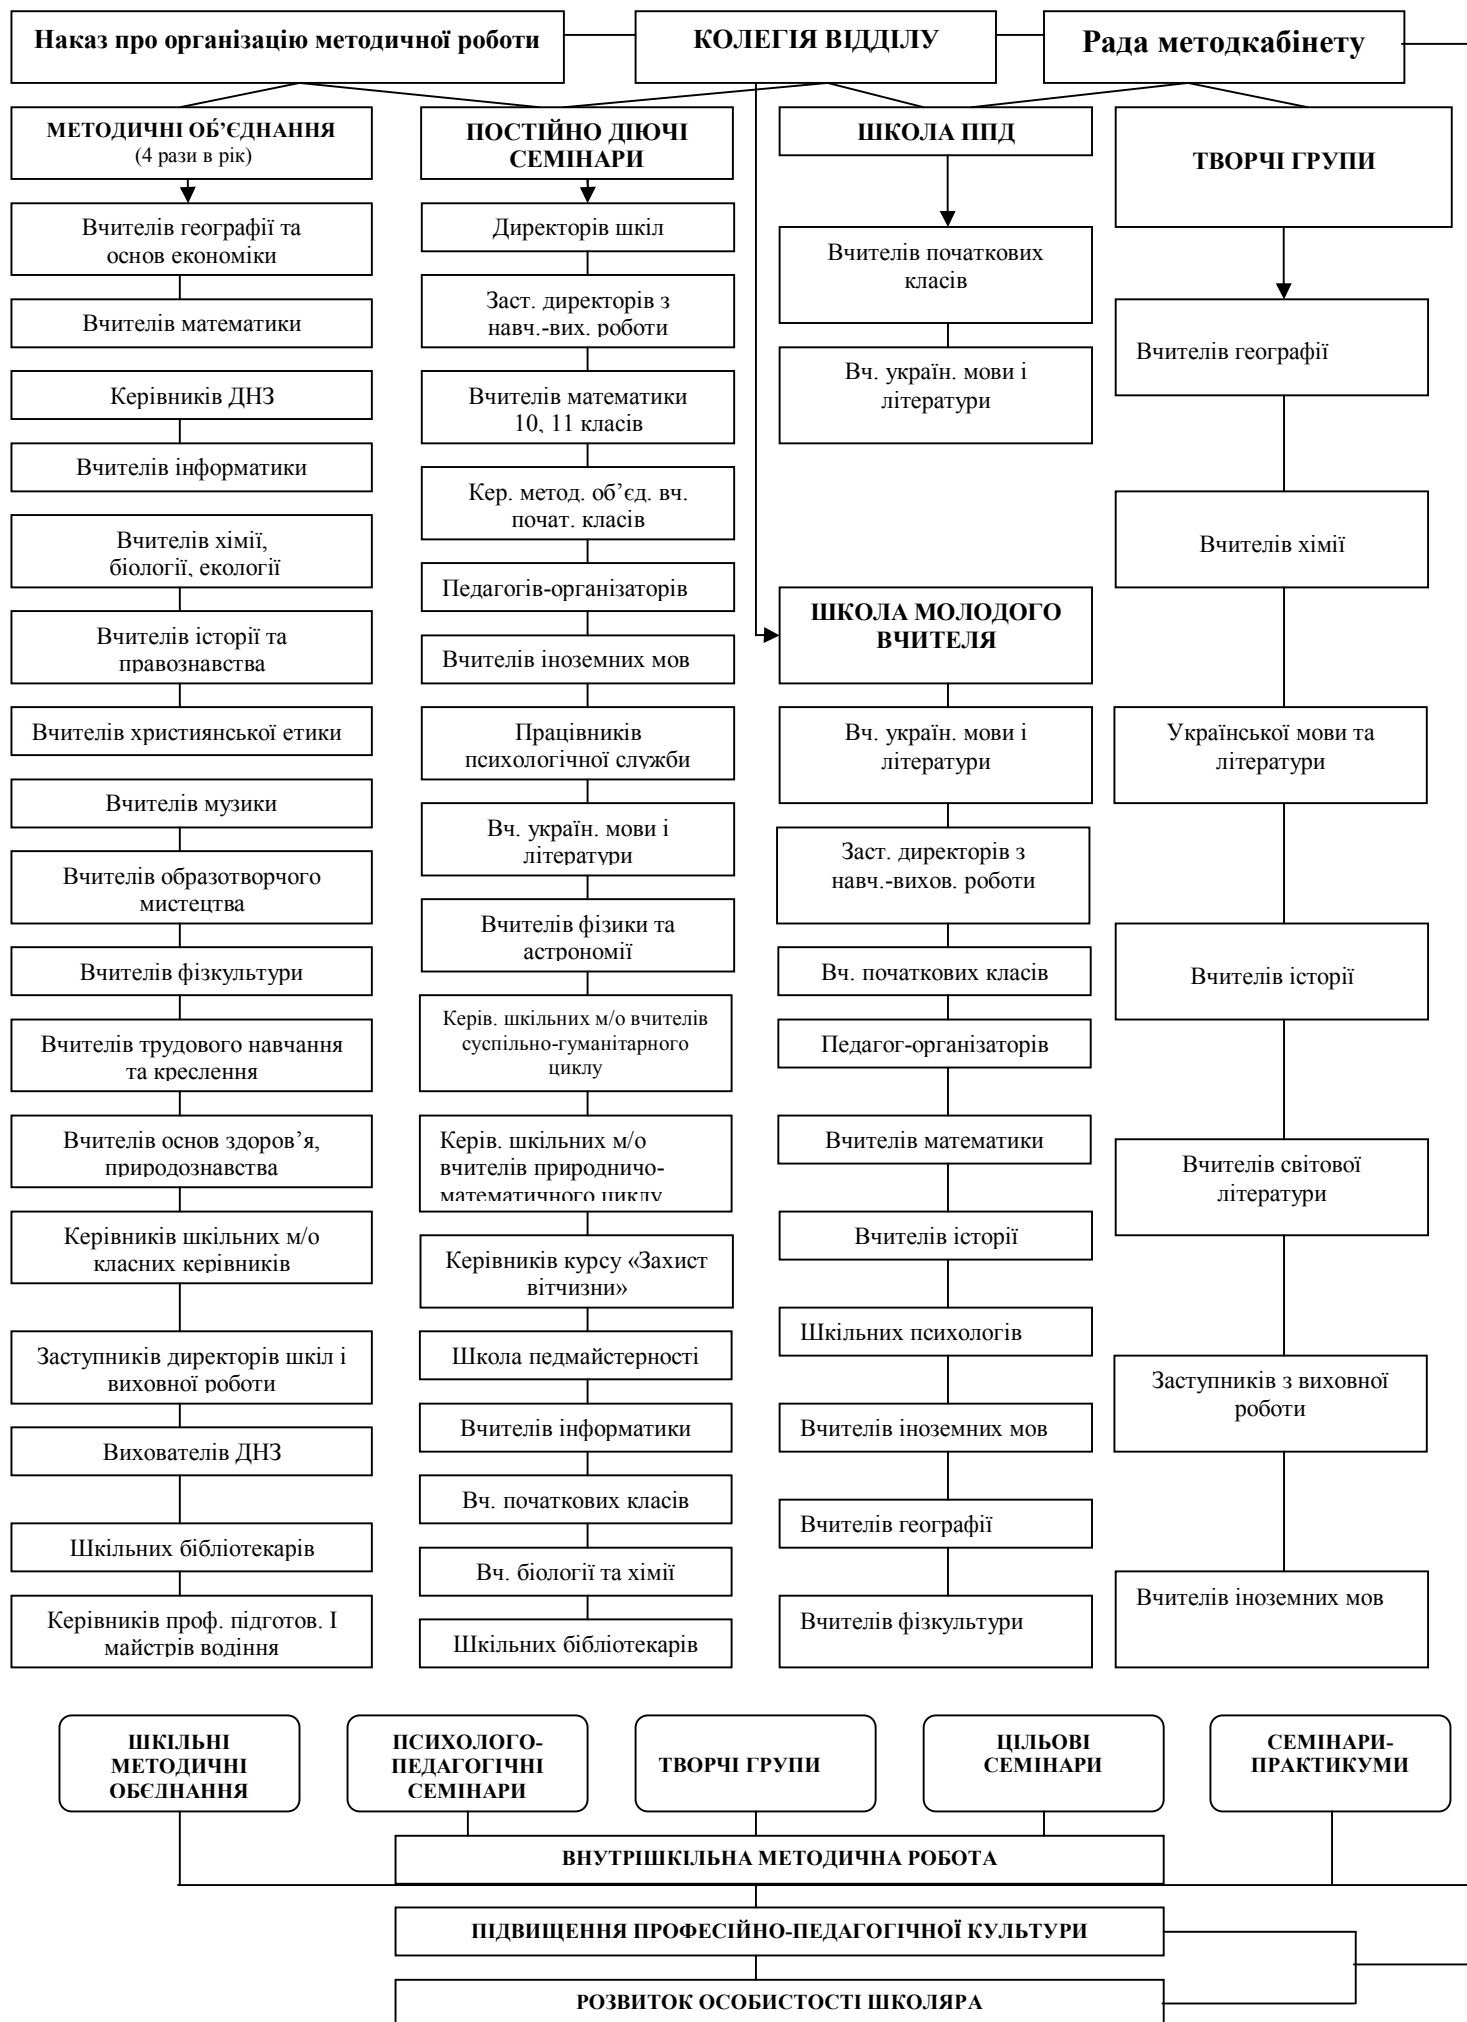 Наказ про організацію методичної роботи
КОЛЕГІЯ ВІДДІЛУ
Рада методкабінету
МЕТОДИЧНІ ОБ’ЄДНАННЯ
(4 рази в рік)
Вчителів географії та
основ економіки
Вчителів математики
Керівників ДНЗ
Вчителів інформатики
Вчителів хімії,
біології, екології
Вчителів історії та
правознавства
Вчителів християнської етики
Вчителів музики
Вчителів образотворчого
мистецтва
Вчителів фізкультури
Вчителів трудового навчання
та креслення
Вчителів основ здоров’я,
природознавства
Керівників шкільних м/о
класних керівників
Заступників директорів шкіл і
виховної роботи
Вихователів ДНЗ
Шкільних бібліотекарів
Керівників проф. підготов. І
майстрів водіння
ПОСТІЙНО ДІЮЧІ
СЕМІНАРИ
Директорів шкіл
Заст. директорів з
навч.-вих. роботи
Вчителів математики
10, 11 класів
Кер. метод. об’єд. вч.
почат. класів
Педагогів-організаторів
Вчителів іноземних мов
Працівників
психологічної служби
Вч. україн. мови і
літератури
Вчителів фізики та
астрономії
Керів. шкільних м/о вчителів
суспільно-гуманітарного
циклу
Керів. шкільних м/о
вчителів природничо-
математичного циклу
Керівників курсу «Захист
вітчизни»
Школа педмайстерності
Вчителів інформатики
Вч. початкових класів
Вч. біології та хімії
Шкільних бібліотекарів
ШКОЛА ППД
Вчителів початкових
класів
Вч. україн. мови і
літератури
ШКОЛА МОЛОДОГО
ВЧИТЕЛЯ
Вч. україн. мови і
літератури
Заст. директорів з
навч.-вихов. роботи
Вч. початкових класів
Педагог-організаторів
Вчителів математики
Вчителів історії
Шкільних психологів
Вчителів іноземних мов
Вчителів географії
Вчителів фізкультури
ТВОРЧІ ГРУПИ
Вчителів географії
Вчителів хімії
Української мови та
літератури
Вчителів історії
Вчителів світової
літератури
Заступників з виховної
роботи
Вчителів іноземних мов
ШКІЛЬНІ
МЕТОДИЧНІ
ОБЄДНАННЯ
ПСИХОЛОГО-
ПЕДАГОГІЧНІ
СЕМІНАРИ
ТВОРЧІ ГРУПИ
ЦІЛЬОВІ
СЕМІНАРИ
СЕМІНАРИ-
ПРАКТИКУМИ
ВНУТРІШКІЛЬНА МЕТОДИЧНА РОБОТА
ПІДВИЩЕННЯ ПРОФЕСІЙНО-ПЕДАГОГІЧНОЇ КУЛЬТУРИ
РОЗВИТОК ОСОБИСТОСТІ ШКОЛЯРА